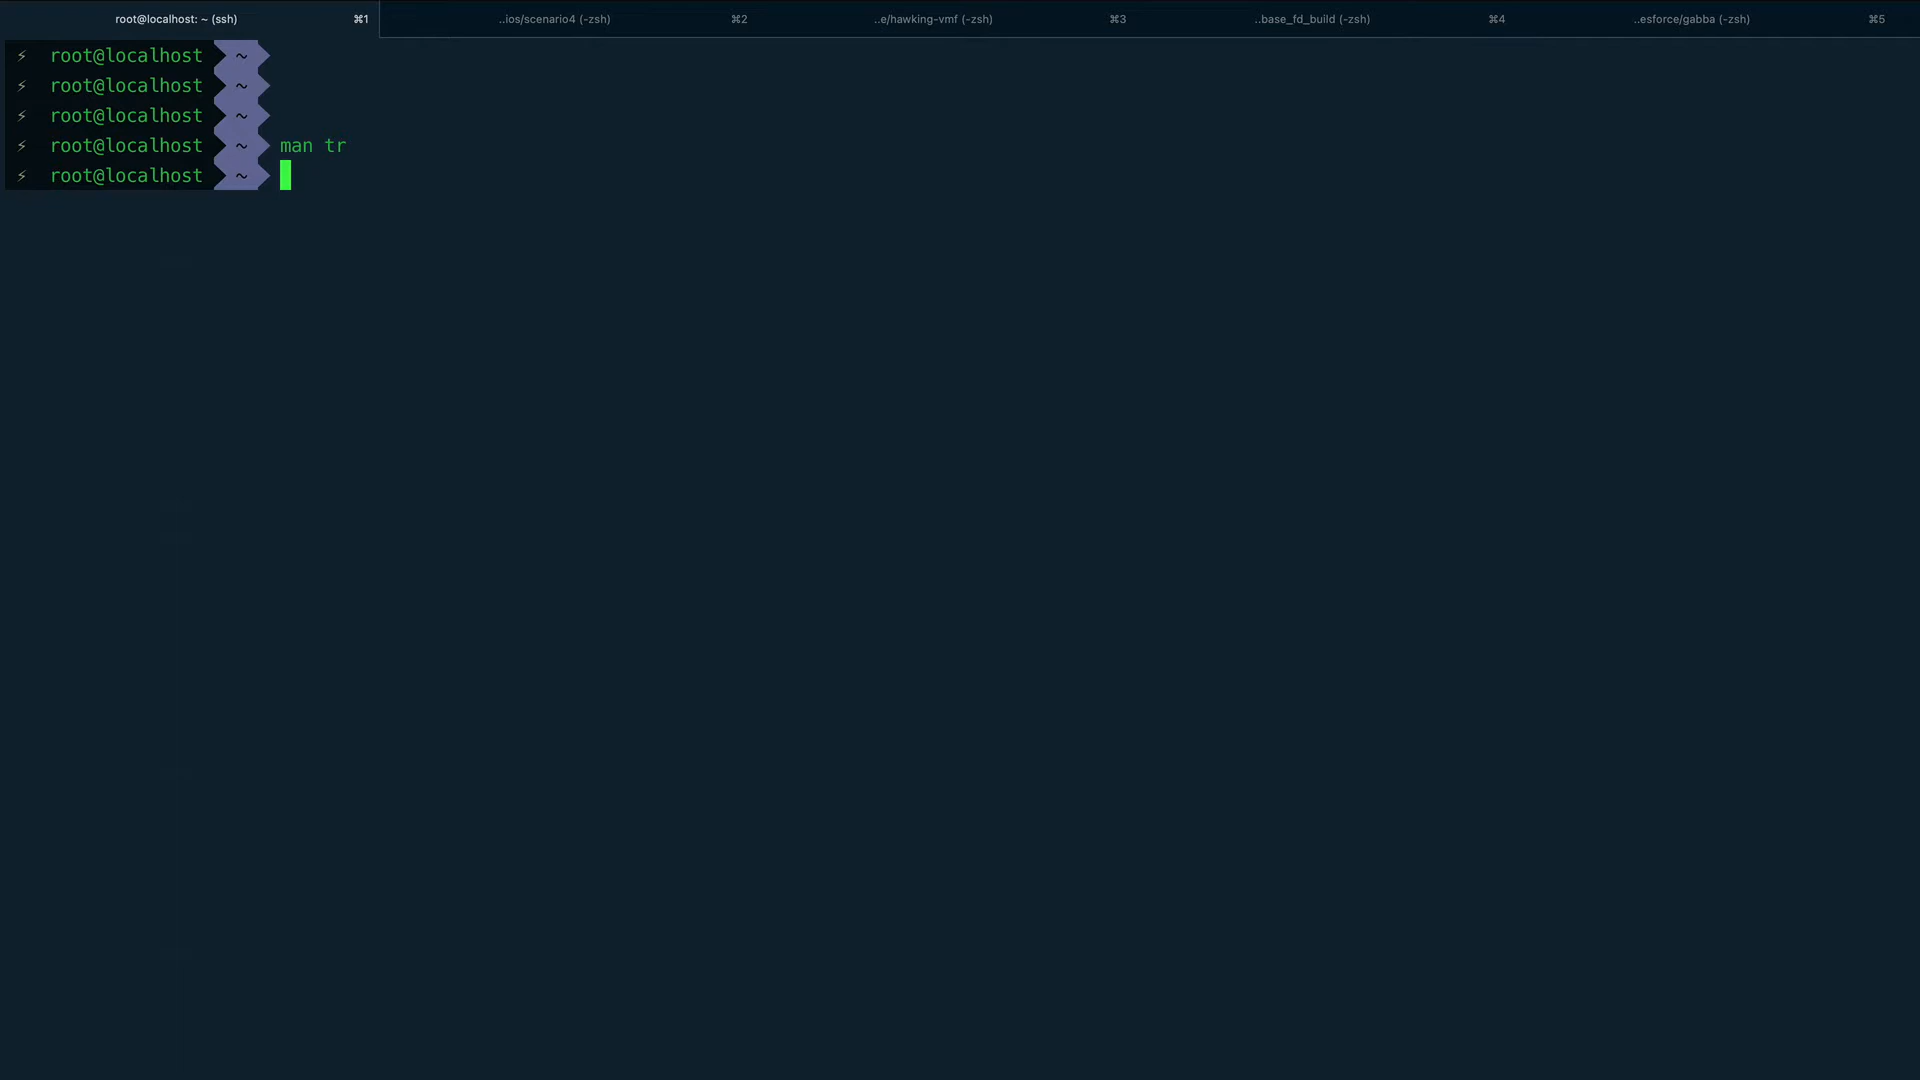 root@localhost: ~ (ssh) ⌘1 ..ios/scenario4 (-zsh) ⌘2 ..e/hawking-vmf (-zsh) ⌘3 ..base_fd_build (-zsh) ⌘4 ..esforce/gabba (-zsh) ⌘5
⚡ root@localhost ~
⚡ root@localhost ~
⚡ root@localhost ~
⚡ root@localhost ~ man tr
⚡ root@localhost ~